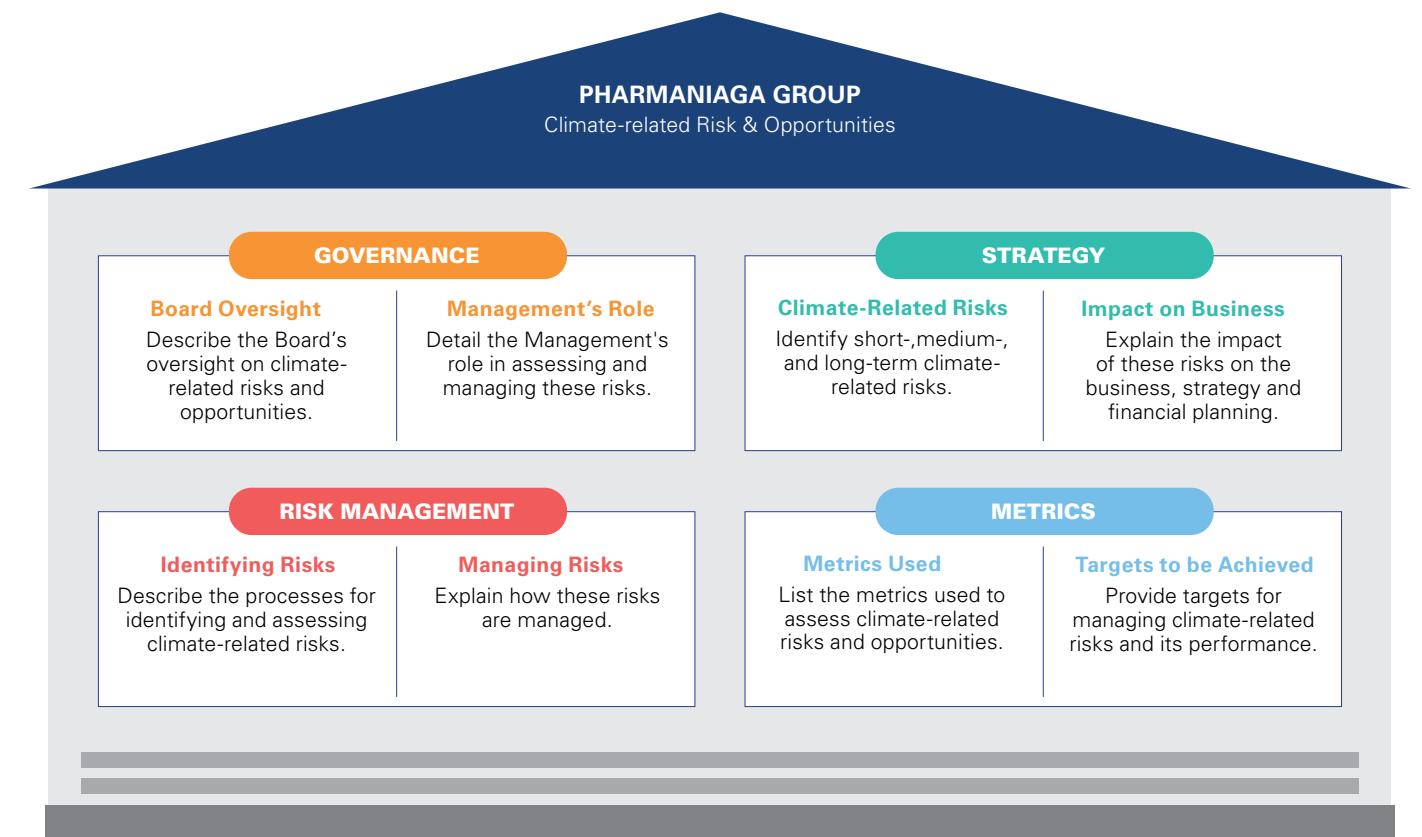 PHARMANIAGA GROUP
Climate-related Risk & Opportunities
GOVERNANCE
Board Oversight
Describe the Board’s
oversight on climate-
related risks and
opportunities.
Management’s Role
Detail the Management's
role in assessing and
managing these risks.
STRATEGY
Climate-Related Risks
Identify short-,medium-,
and long-term climate-
related risks.
Impact on Business
Explain the impact
of these risks on the
business, strategy and
financial planning.
RISK MANAGEMENT
Identifying Risks
Describe the processes for
identifying and assessing
climate-related risks.
Managing Risks
Explain how these risks
are managed.
METRICS
Metrics Used
List the metrics used to
assess climate-related
risks and opportunities.
Targets to be Achieved
Provide targets for
managing climate-related
risks and its performance.